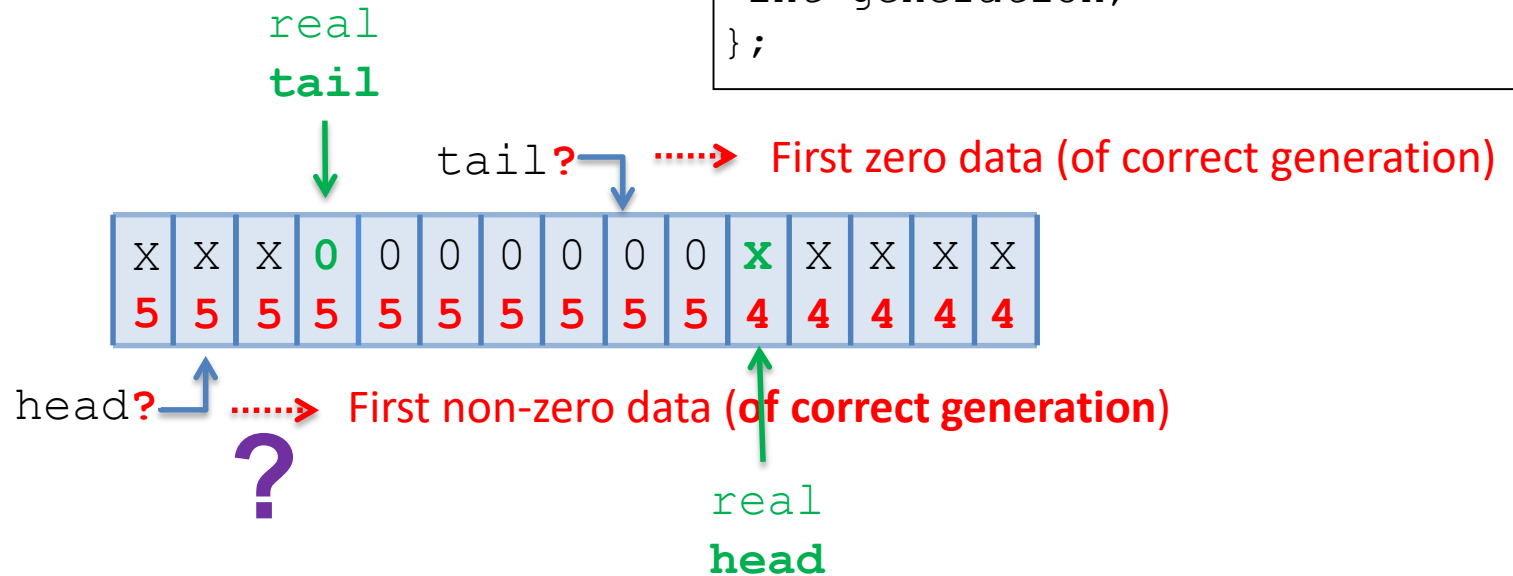 int generation;
};
real
tail
tail? First zero data (of correct generation)
X X X 0 0 0 0 0 0 0 X X X X X
5 5 5 5 5 5 5 5 5 5 4 4 4 4 4
head? First non-zero data (of correct generation)
?
real
head